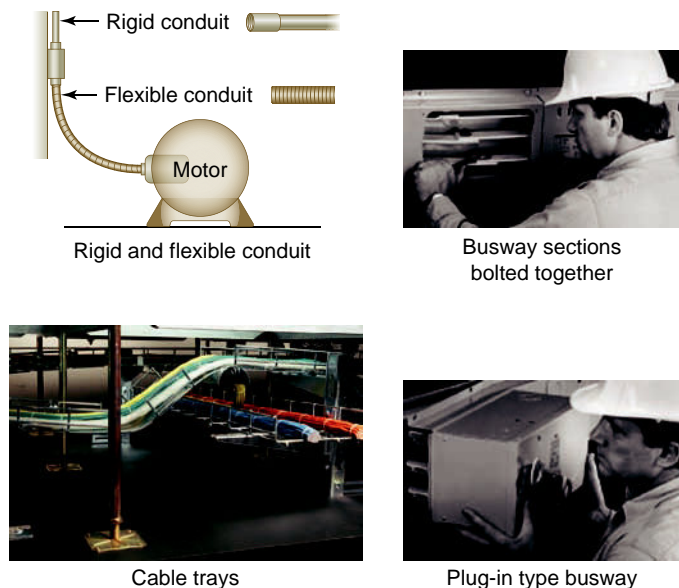 Rigid conduit
Flexible conduit
Motor
Rigid and flexible conduit
Busway sections
bolted together
Cable trays
Plug-in type busway